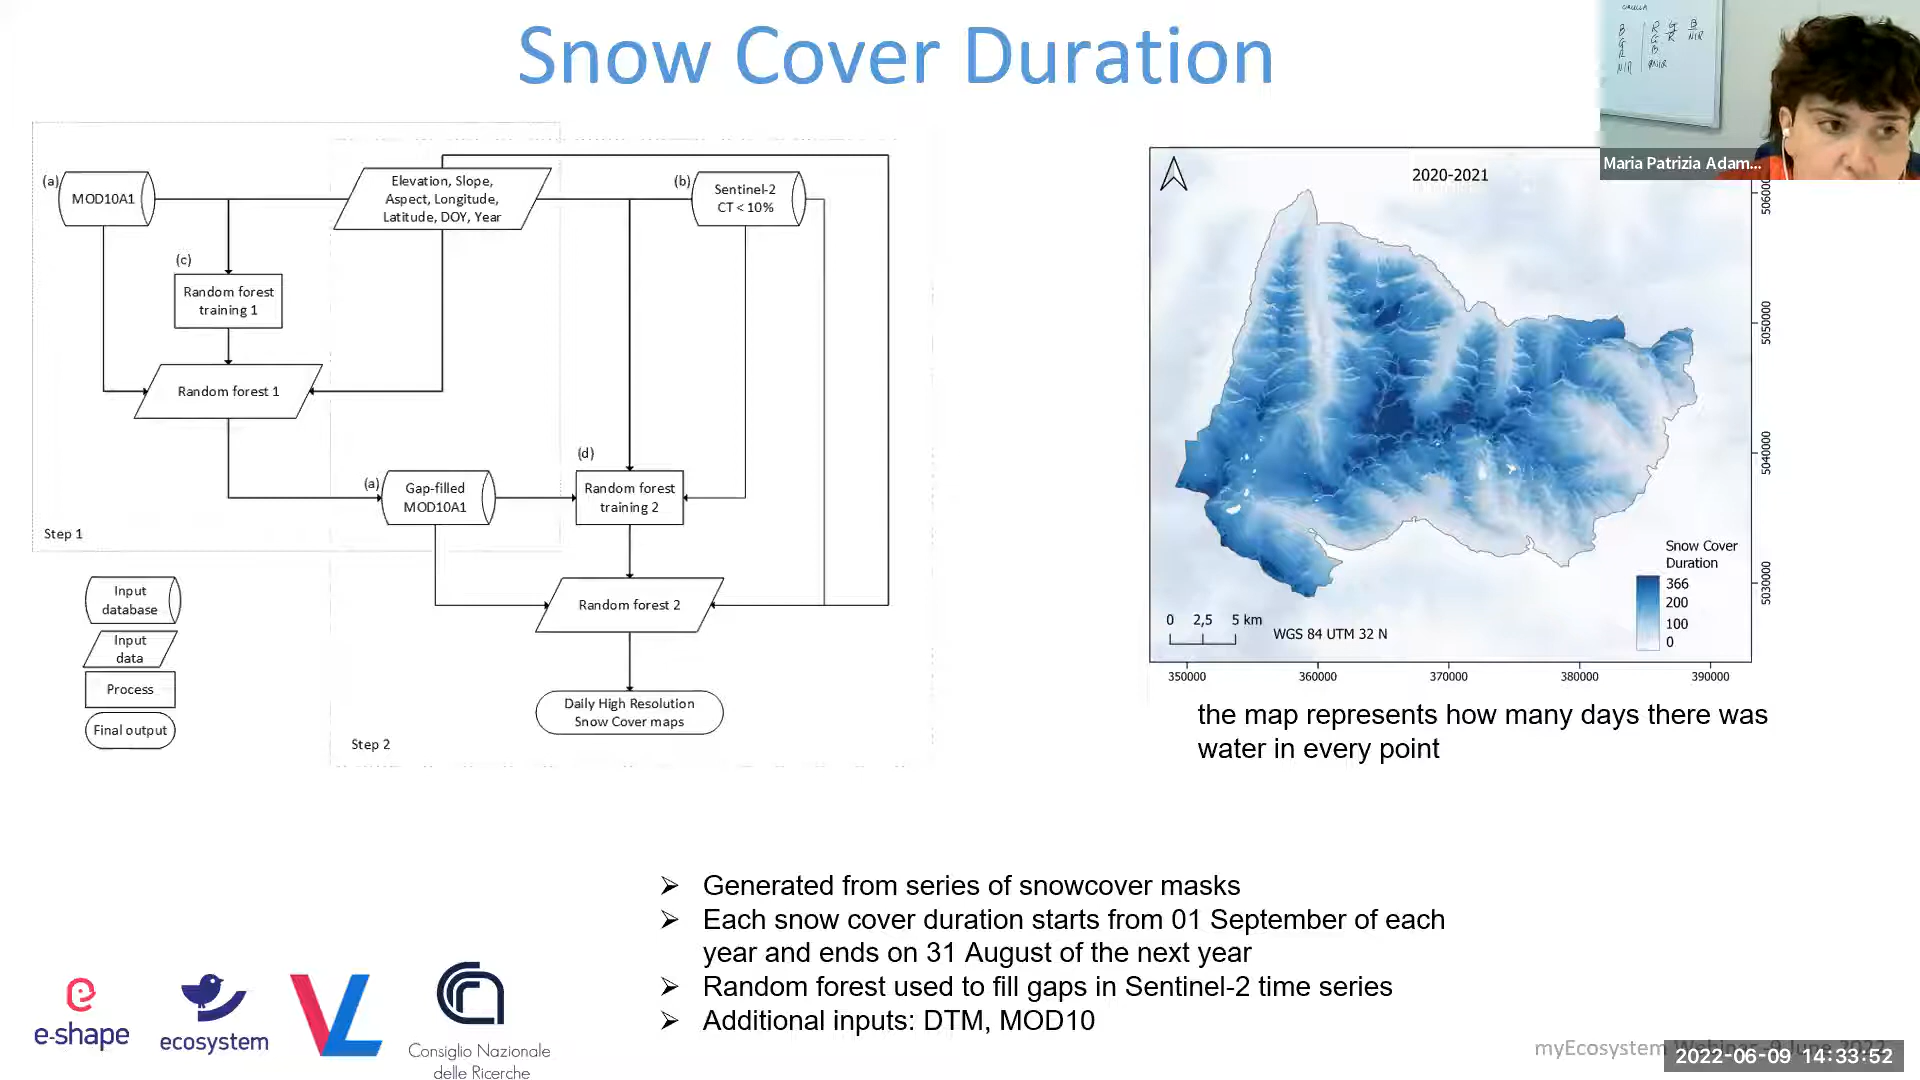 Snow Cover Duration
Maria Patrizia Adam...
(a)
MOD10A1
Elevation, Slope,
Aspect, Longitude,
Latitude, DOY, Year
(b)
Sentinel-2
CT < 10%
(c)
Random forest
training 1
Random forest 1
(a)
Gap-filled
MOD10A1
(d)
Random forest
training 2
Step 1
Random forest 2
Daily High Resolution
Snow Cover maps
Step 2
Input
database
Input
data
Process
Final output
2020-2021
5050000
5040000
5030000
Snow Cover
Duration
366
200
100
0
0 2,5 5 km
WGS 84 UTM 32 N
350000 360000 370000 380000 390000
the map represents how many days there was
water in every point
➢ Generated from series of snowcover masks
➢ Each snow cover duration starts from 01 September of each
year and ends on 31 August of the next year
➢ Random forest used to fill gaps in Sentinel-2 time series
➢ Additional inputs: DTM, MOD10
e-shape
ecosystem
VL
Consiglio Nazionale
delle Ricerche
myEcosystem Webinar
2022-06-09 14:33:52